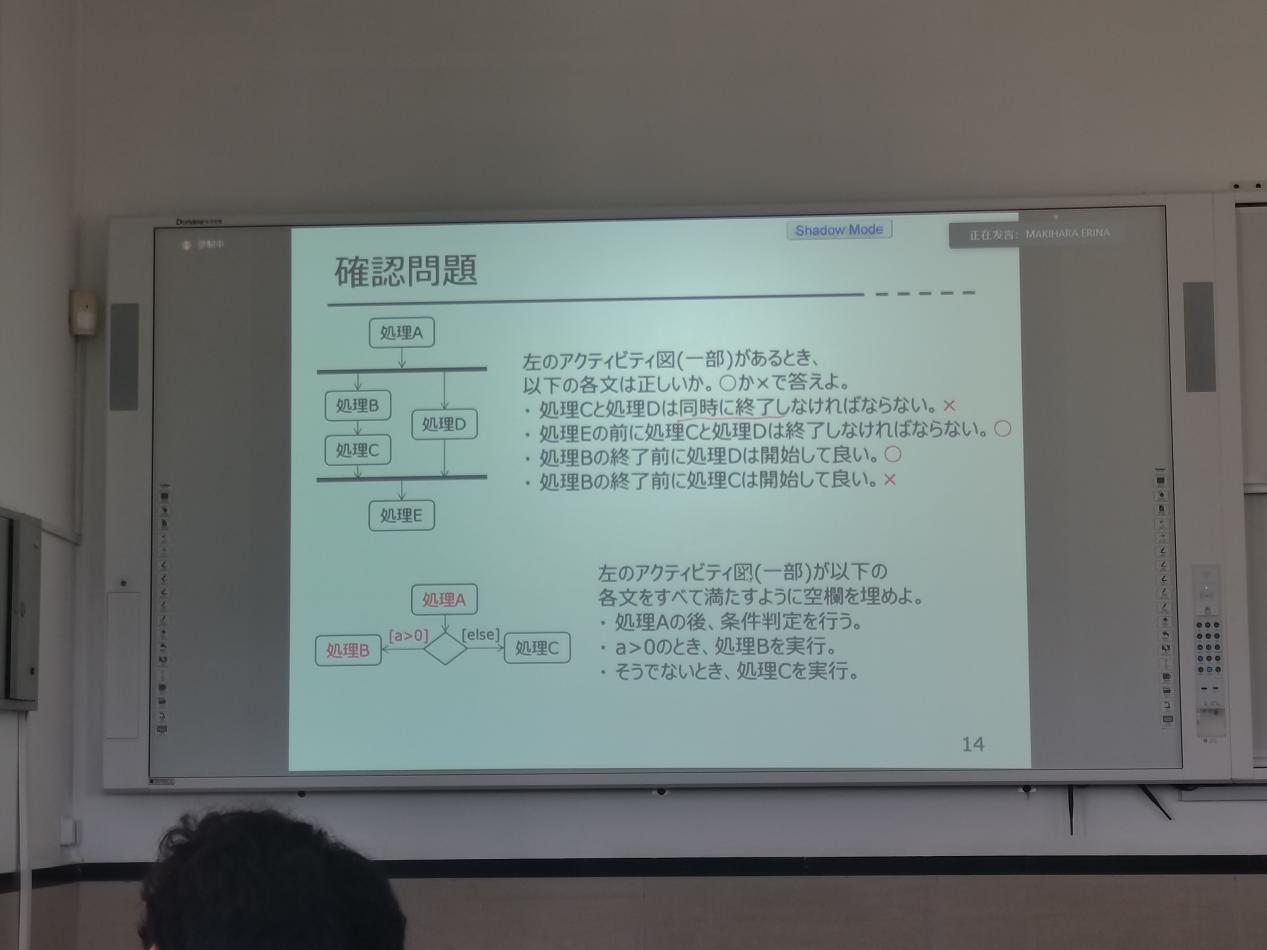 Shadow Mode
录制中
正在发言: MAKIHARA ERINA
確認問題
処理A
処理B
処理C
処理D
処理E
左のアクティビティ図(一部)があるとき、
以下の各文は正しいか。○か×で答えよ。
・ 処理Cと処理Dは同時に終了しなければならない。×
・ 処理Eの前に処理Cと処理Dは終了しなければならない。○
・ 処理Bの終了前に処理Dは開始して良い。○
・ 処理Bの終了前に処理Cは開始して良い。×
処理A
処理B
[a>0]
[else]
処理C
左のアクティビティ図(一部)が以下の
各文をすべて満たすように空欄を埋めよ。
・ 処理Aの後、条件判定を行う。
・ a>0のとき、処理Bを実行。
・ そうでないとき、処理Cを実行。
14